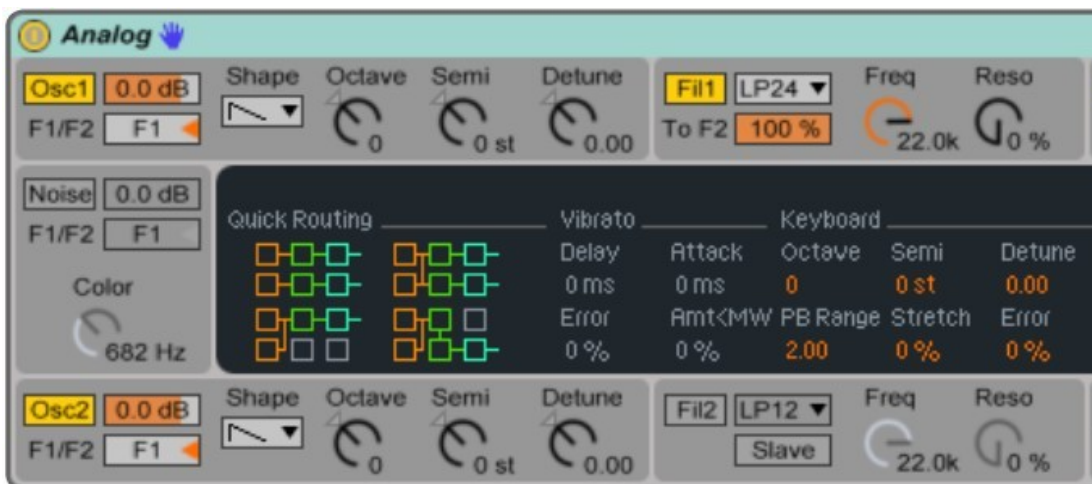 Analog
Osc1 0.0 dB Shape Octave Semi Detune Fil1 LP24 Freq Reso
F1/F2 F1 0 0 st 0.00 To F2 100 % 22.0k 0 %
Noise 0.0 dB
F1/F2 F1
Color
682 Hz
Quick Routing Vibrato Keyboard
Delay Attack Octave Semi Detune
0 ms 0 ms 0 0 st 0.00
Error Amt<MW PB Range Stretch Error
0 % 0 % 2.00 0 % 0 %
Osc2 0.0 dB Shape Octave Semi Detune Fil2 LP12 Freq Reso
F1/F2 F1 0 0 st 0.00 Slave 22.0k 0 %